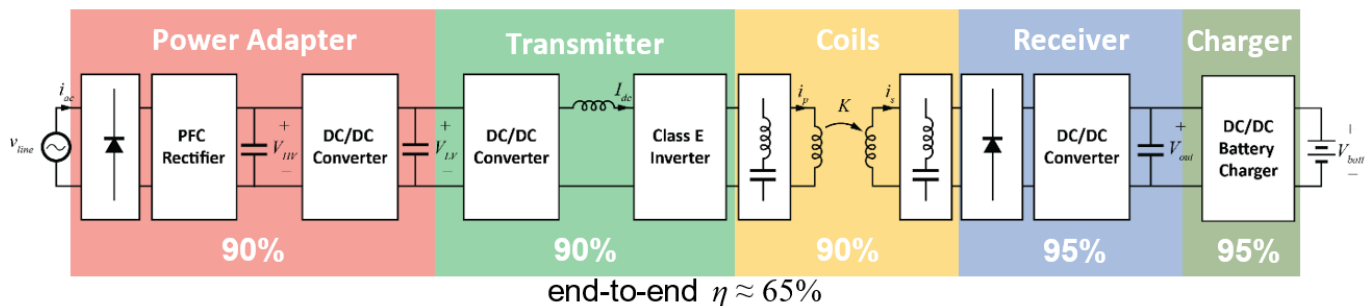 Power Adapter
Transmitter
Coils
Receiver
Charger
i_ac
v_line
PFC
Rectifier
+
V_HV
−
DC/DC
Converter
+
V_LV
−
DC/DC
Converter
I_dc
Class E
Inverter
i_p
K
i_s
DC/DC
Converter
+
V_out
−
DC/DC
Battery
Charger
+
V_batt
−
90%
90%
90%
95%
95%
end-to-end η ≈ 65%